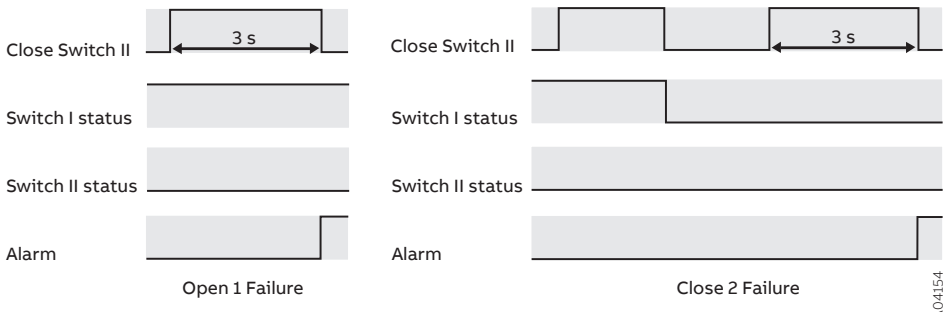 Close Switch II
3 s
Switch I status
Switch II status
Alarm
Open 1 Failure
Close Switch II
3 s
Switch I status
Switch II status
Alarm
Close 2 Failure
.04154